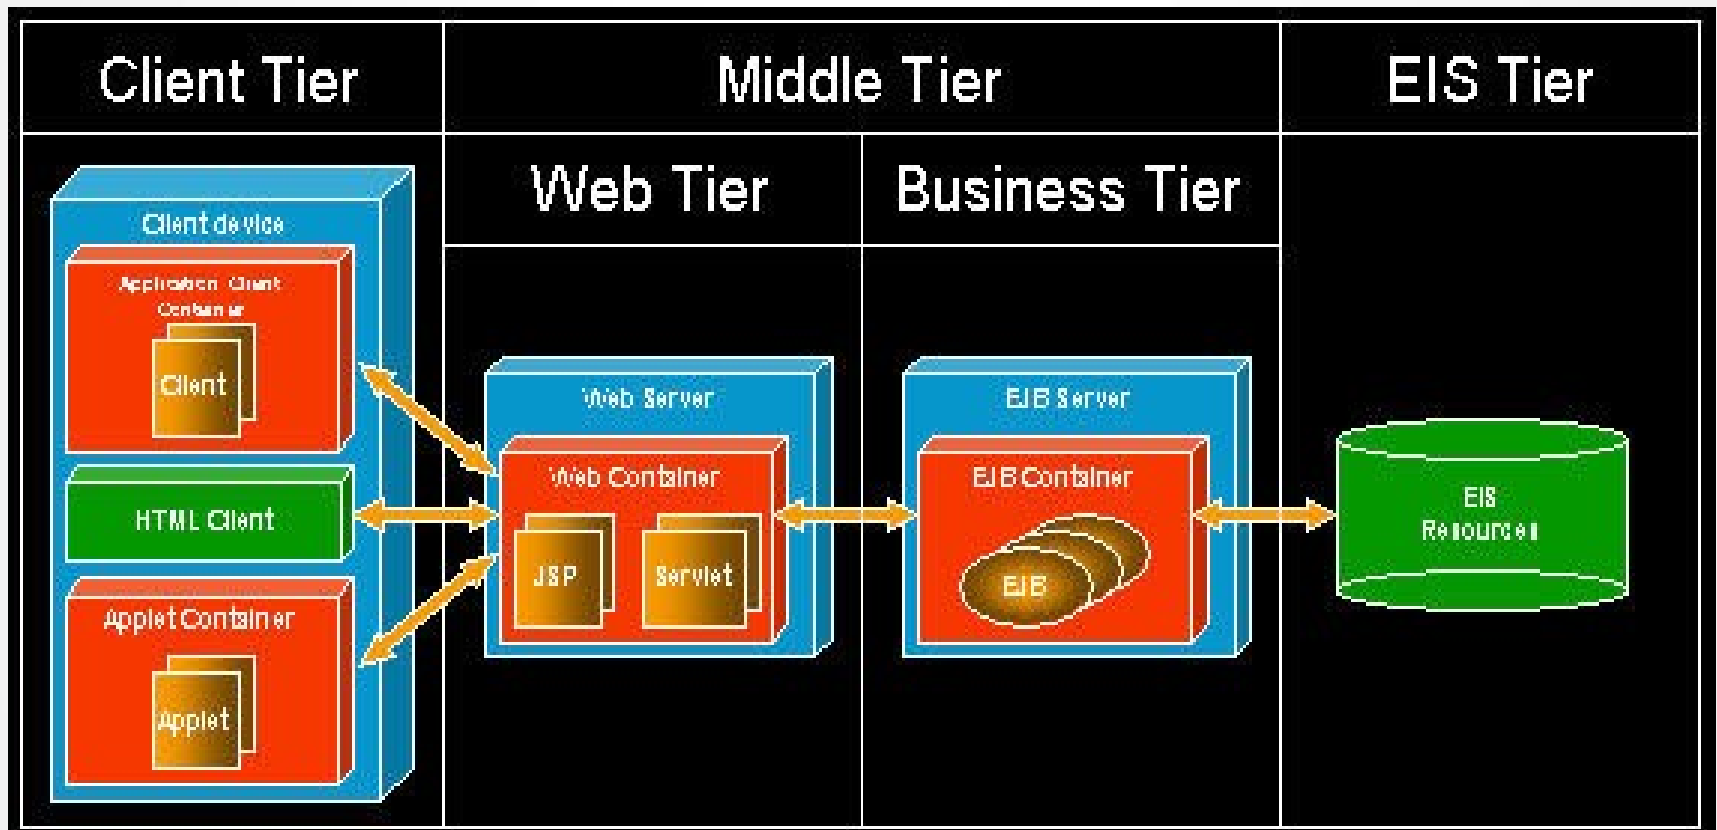 Client Tier
Middle Tier
EIS Tier
Web Tier
Business Tier
Client device
Application Client
Container
Client
HTML Client
Applet Container
Applet
Web Server
Web Container
JSP
Servlet
EJB Server
EJB Container
EJB
EIS
Resources